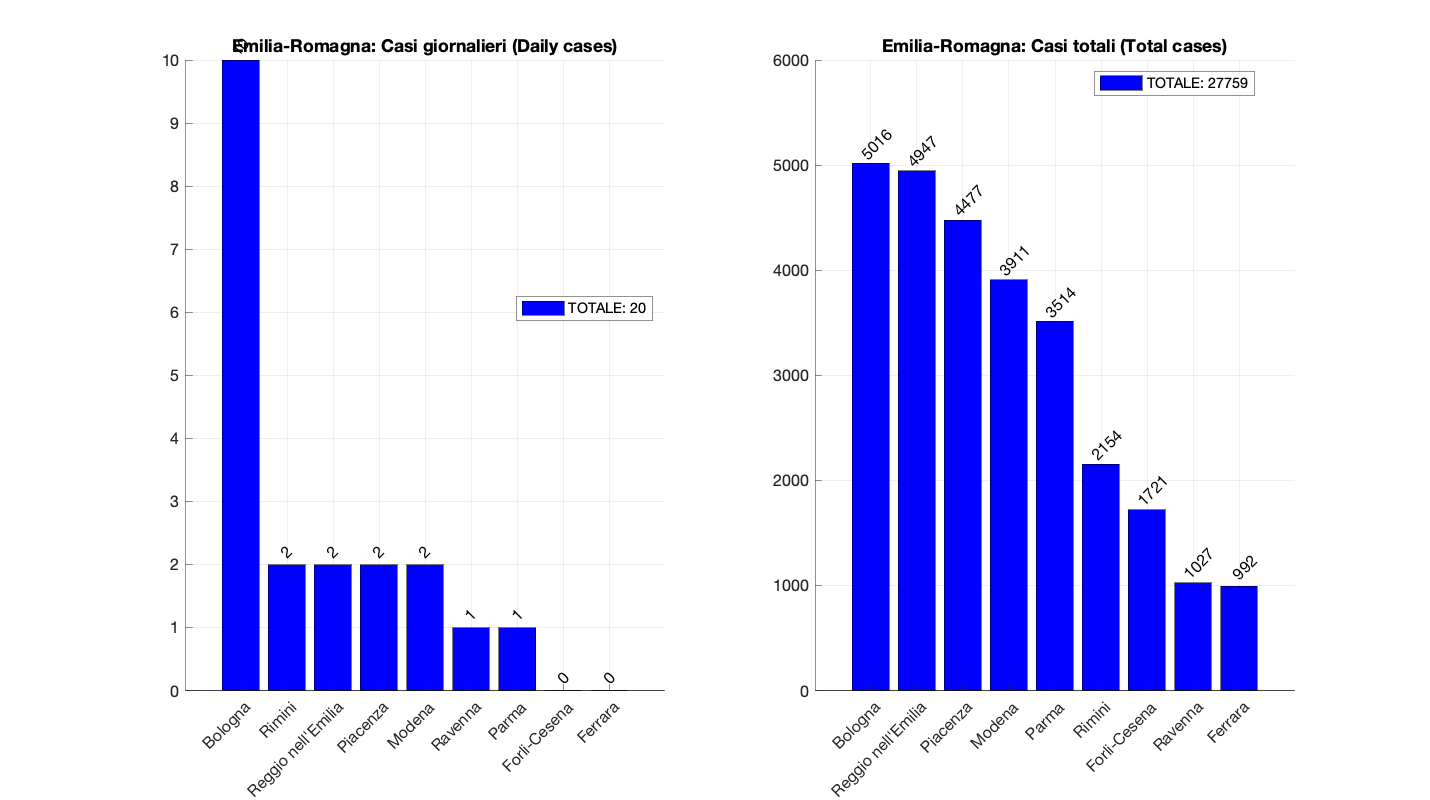 Emilia-Romagna: Casi giornalieri (Daily cases)
10
9
8
7
6
5
4
3
2
1
0
10
2
2
2
2
1
1
0
0
TOTALE: 20
Bologna
Rimini
Reggio nell'Emilia
Piacenza
Modena
Ravenna
Parma
Forlì-Cesena
Ferrara
Emilia-Romagna: Casi totali (Total cases)
6000
5000
4000
3000
2000
1000
0
TOTALE: 27759
5016
4947
4477
3911
3514
2154
1721
1027
992
Bologna
Reggio nell'Emilia
Piacenza
Modena
Parma
Rimini
Forlì-Cesena
Ravenna
Ferrara